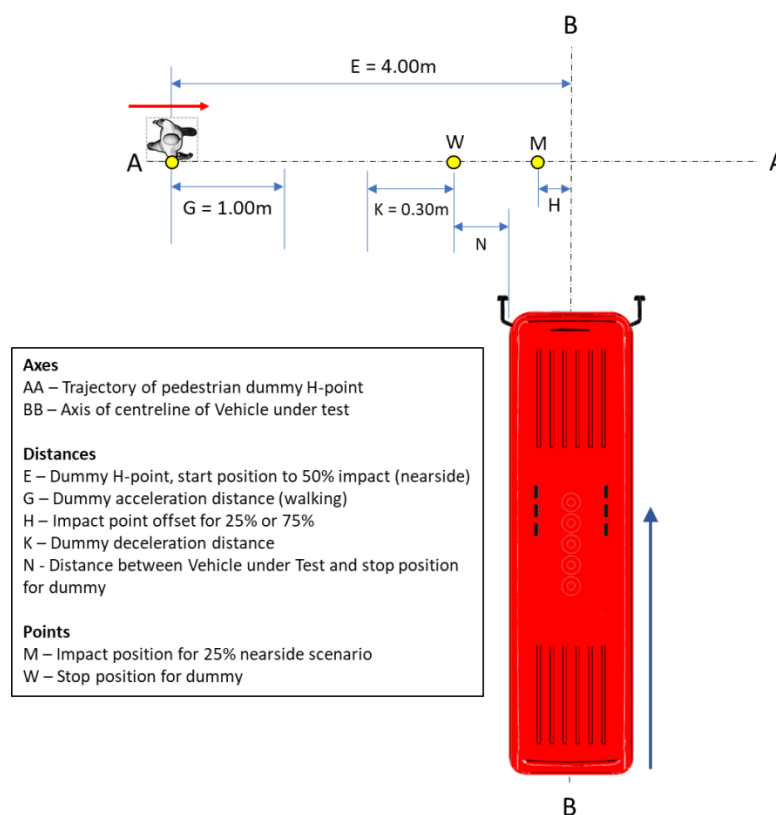 B
E = 4.00m
W
M
A
A
G = 1.00m
K = 0.30m
H
N
Axes
AA – Trajectory of pedestrian dummy H-point
BB – Axis of centreline of Vehicle under test
Distances
E – Dummy H-point, start position to 50% impact (nearside)
G – Dummy acceleration distance (walking)
H – Impact point offset for 25% or 75%
K – Dummy deceleration distance
N - Distance between Vehicle under Test and stop position
for dummy
Points
M – Impact position for 25% nearside scenario
W – Stop position for dummy
B